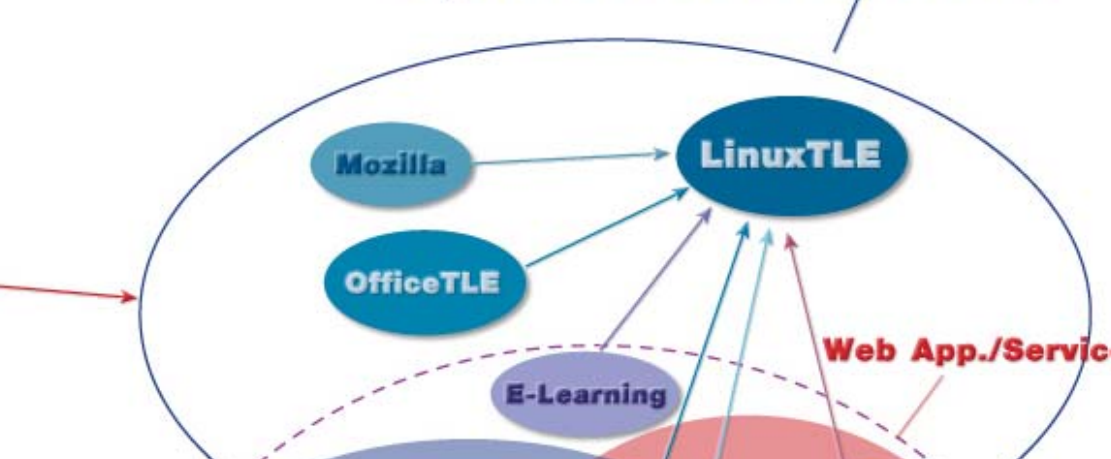 Mozilla
LinuxTLE
OfficeTLE
Web App./Servic
E-Learning